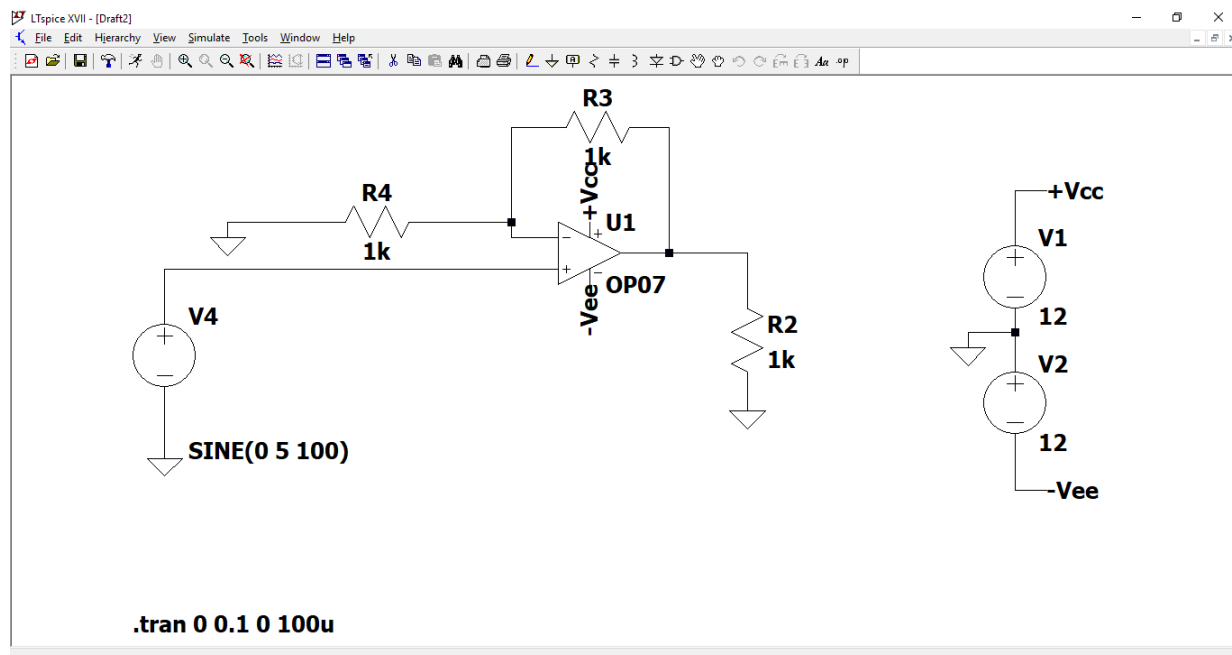 LTspice XVII - [Draft2]
File Edit Hierarchy View Simulate Tools Window Help
Aa .op
R3
1k
+Vcc
R4
1k
U1
OP07
-Vee
V4
SINE(0 5 100)
R2
1k
+Vcc
V1
12
V2
12
-Vee
.tran 0 0.1 0 100u